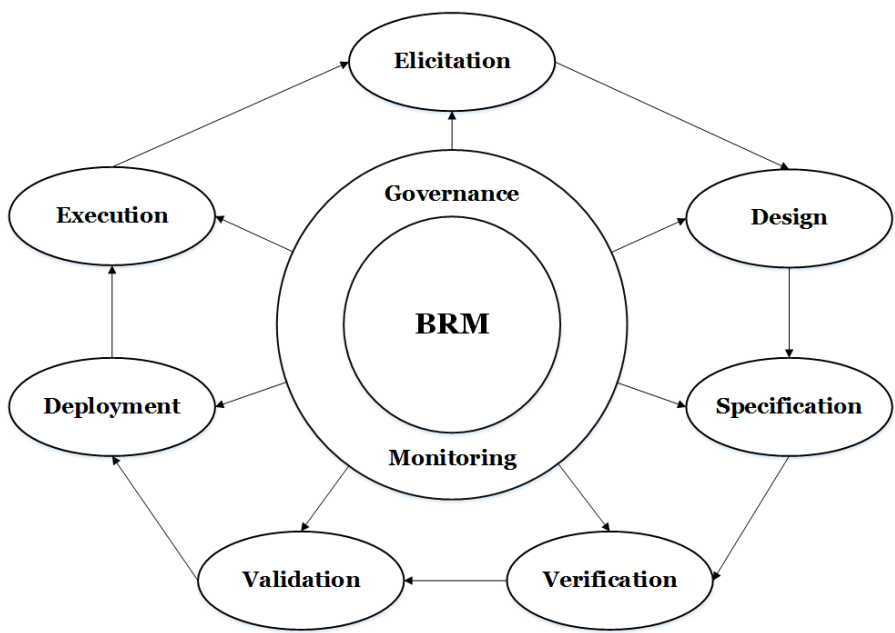 Elicitation
Governance
Execution
Design
BRM
Deployment
Specification
Monitoring
Validation
Verification